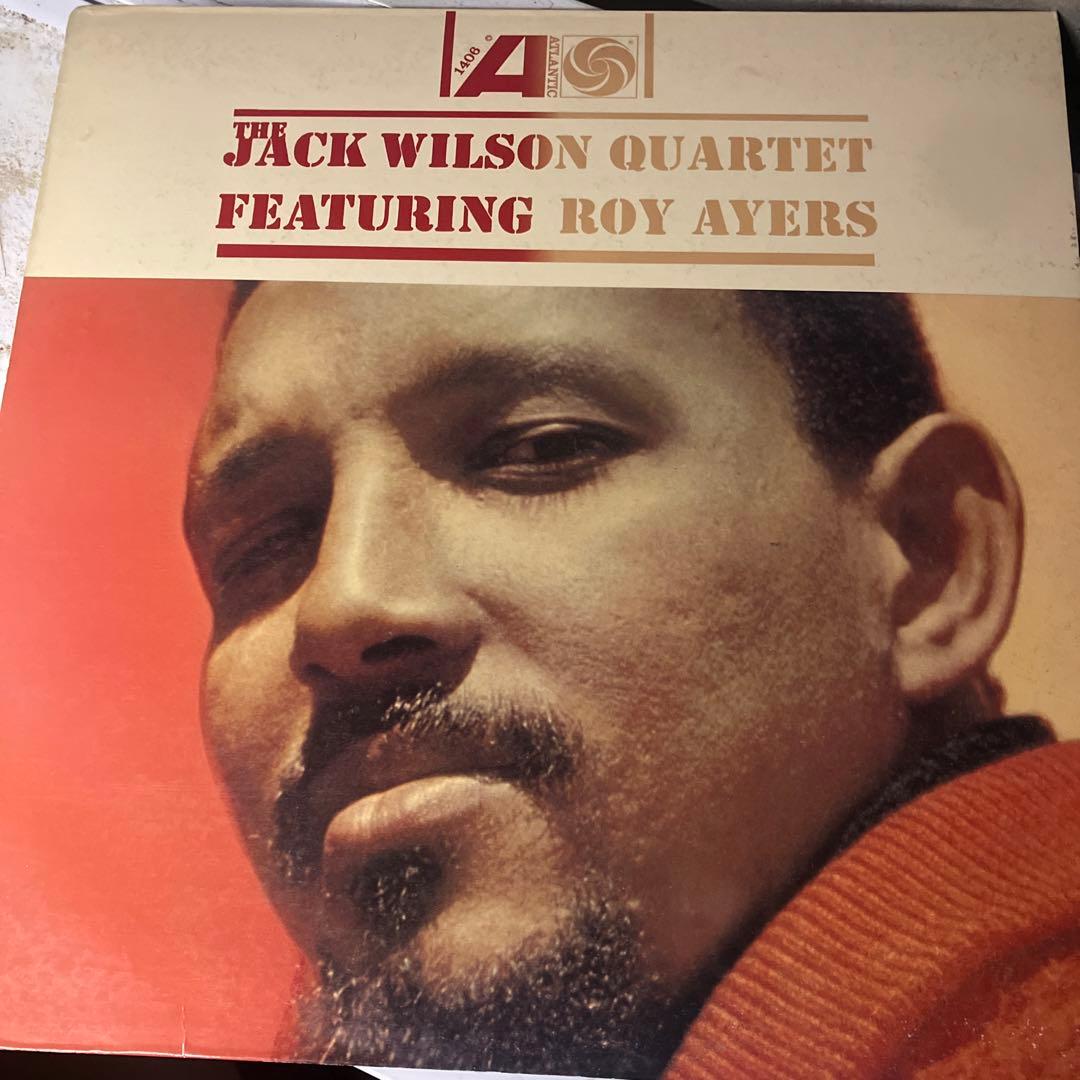 1406
A
ATLANTIC
THE
JACK WILSON QUARTET
FEATURING ROY AYERS